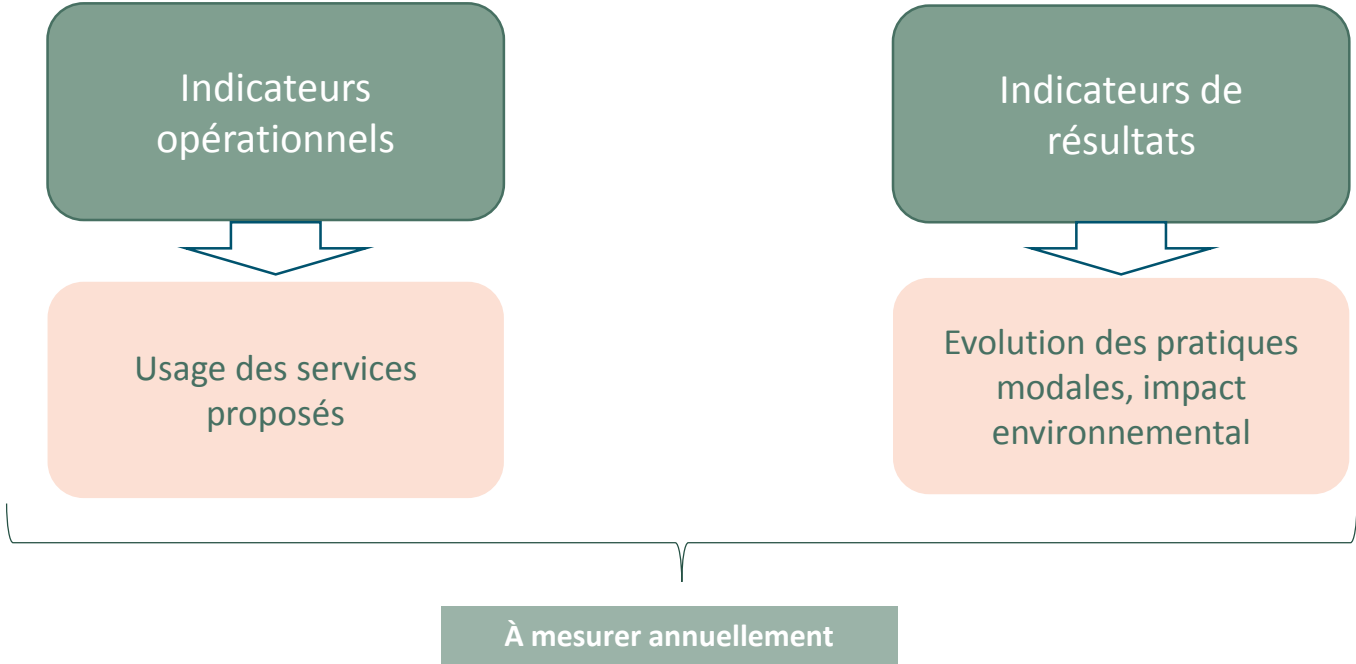 Indicateurs
opérationnels
Indicateurs de
résultats
Usage des services
proposés
Evolution des pratiques
modales, impact
environnemental
À mesurer annuellement